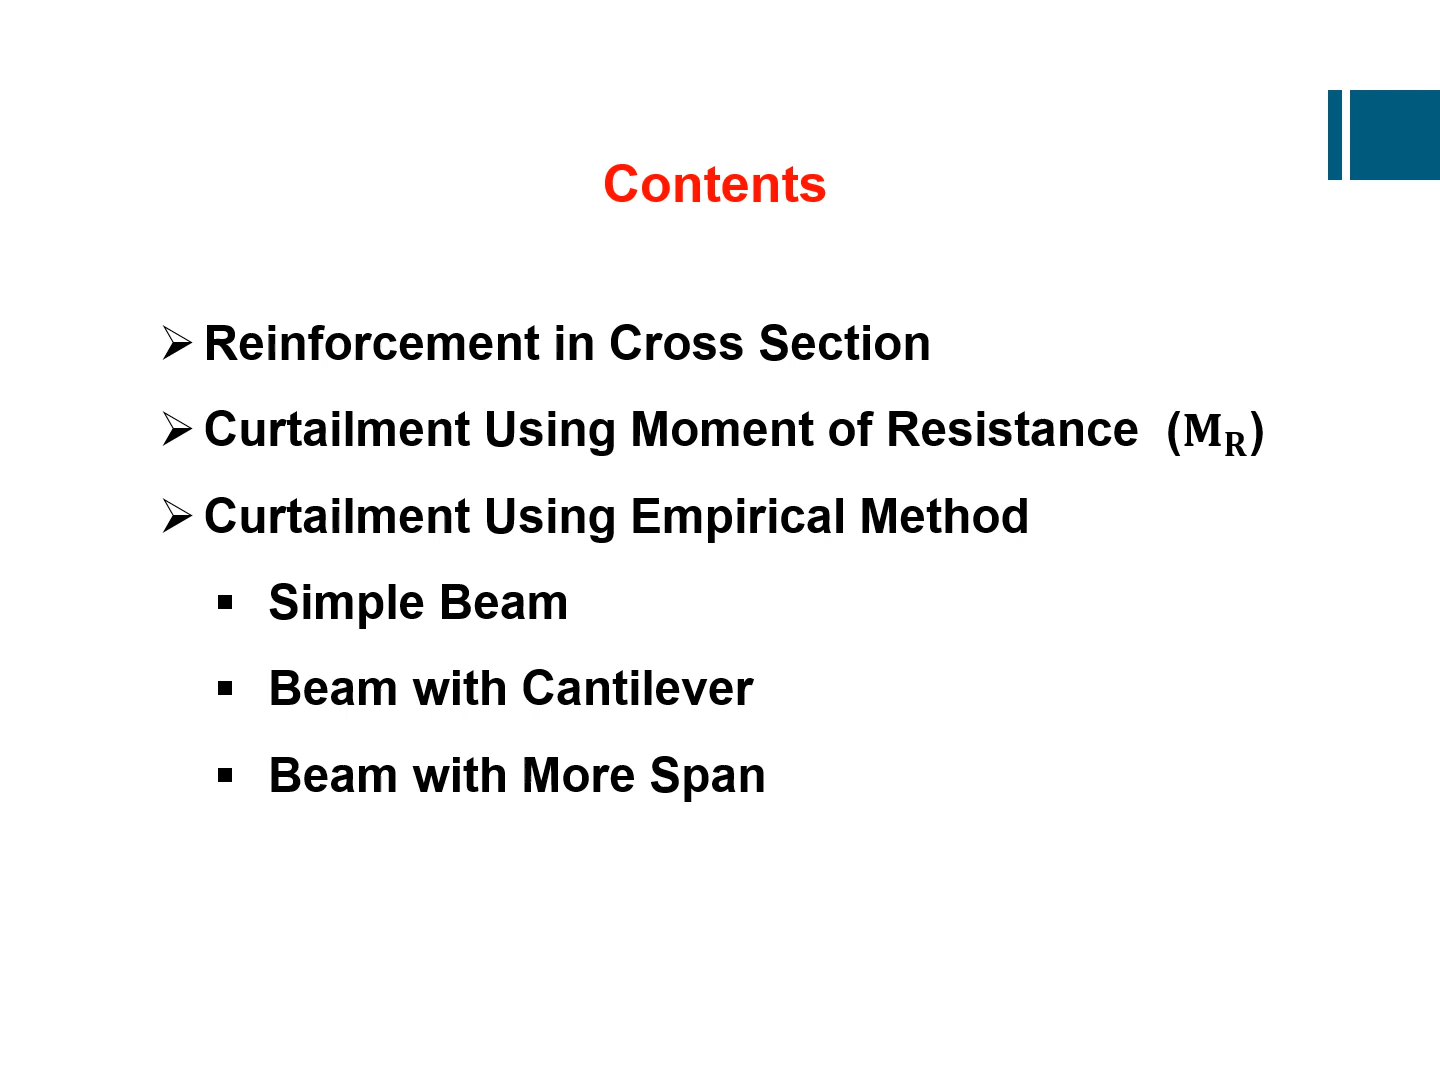 Contents
➢ Reinforcement in Cross Section
➢ Curtailment Using Moment of Resistance (M_R)
➢ Curtailment Using Empirical Method
▪ Simple Beam
▪ Beam with Cantilever
▪ Beam with More Span